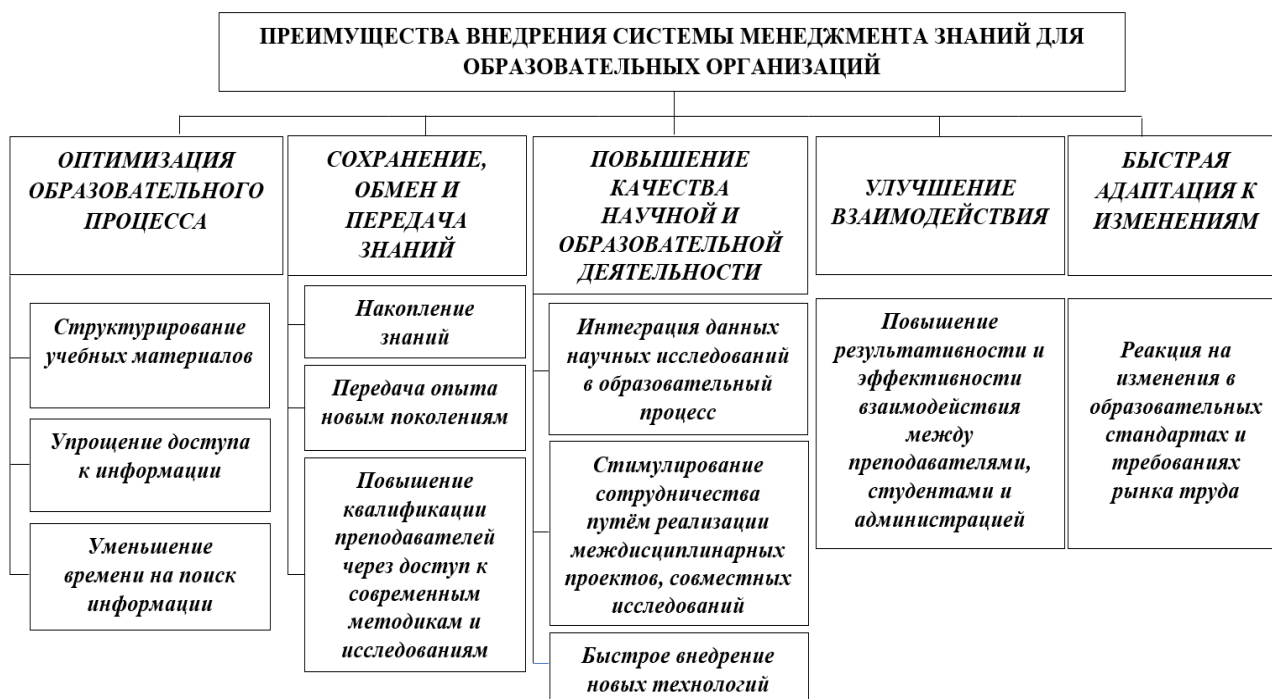 ПРЕИМУЩЕСТВА ВНЕДРЕНИЯ СИСТЕМЫ МЕНЕДЖМЕНТА ЗНАНИЙ ДЛЯ
ОБРАЗОВАТЕЛЬНЫХ ОРГАНИЗАЦИЙ
ОПТИМИЗАЦИЯ
ОБРАЗОВАТЕЛЬНОГО
ПРОЦЕССА
Структурирование
учебных материалов
Упрощение доступа
к информации
Уменьшение
времени на поиск
информации
СОХРАНЕНИЕ,
ОБМЕН И
ПЕРЕДАЧА
ЗНАНИЙ
Накопление
знаний
Передача опыта
новым поколениям
Повышение
квалификации
преподавателей
через доступ к
современным
методикам и
исследованиям
ПОВЫШЕНИЕ
КАЧЕСТВА
НАУЧНОЙ И
ОБРАЗОВАТЕЛЬНОЙ
ДЕЯТЕЛЬНОСТИ
Интеграция данных
научных исследований
в образовательный
процесс
Стимулирование
сотрудничества
путём реализации
междисциплинарных
проектов, совместных
исследований
Быстрое внедрение
новых технологий
УЛУЧШЕНИЕ
ВЗАИМОДЕЙСТВИЯ
Повышение
результативности и
эффективности
взаимодействия
между
преподавателями,
студентами и
администрацией
БЫСТРАЯ
АДАПТАЦИЯ К
ИЗМЕНЕНИЯМ
Реакция на
изменения в
образовательных
стандартах и
требованиях
рынка труда